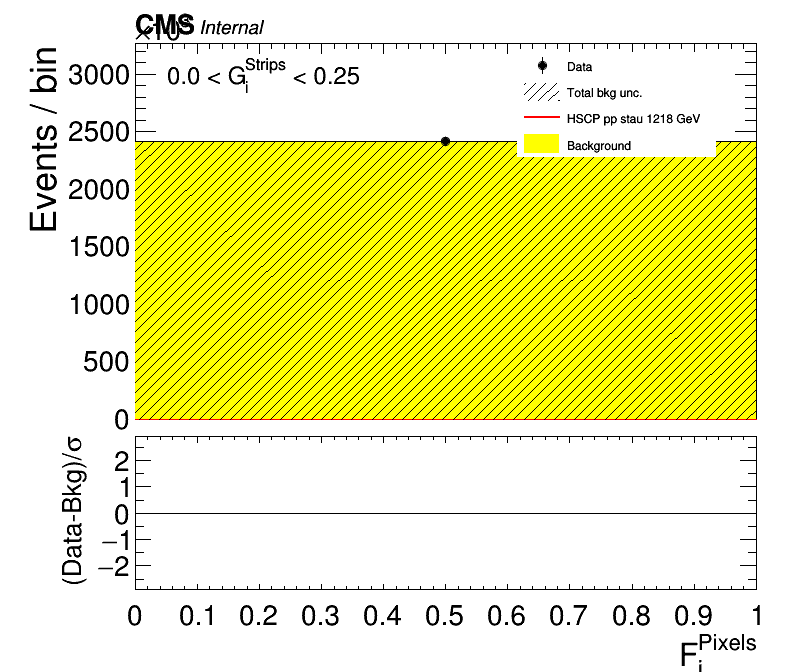 CMS Internal
Events / bin
3000
2500
2000
1500
1000
500
0
0.0 < G_i^Strips < 0.25
Data
Total bkg unc.
HSCP pp stau 1218 GeV
Background
(Data-Bkg)/σ
2
1
0
−1
−2
0 0.1 0.2 0.3 0.4 0.5 0.6 0.7 0.8 0.9 1
F_i^Pixels